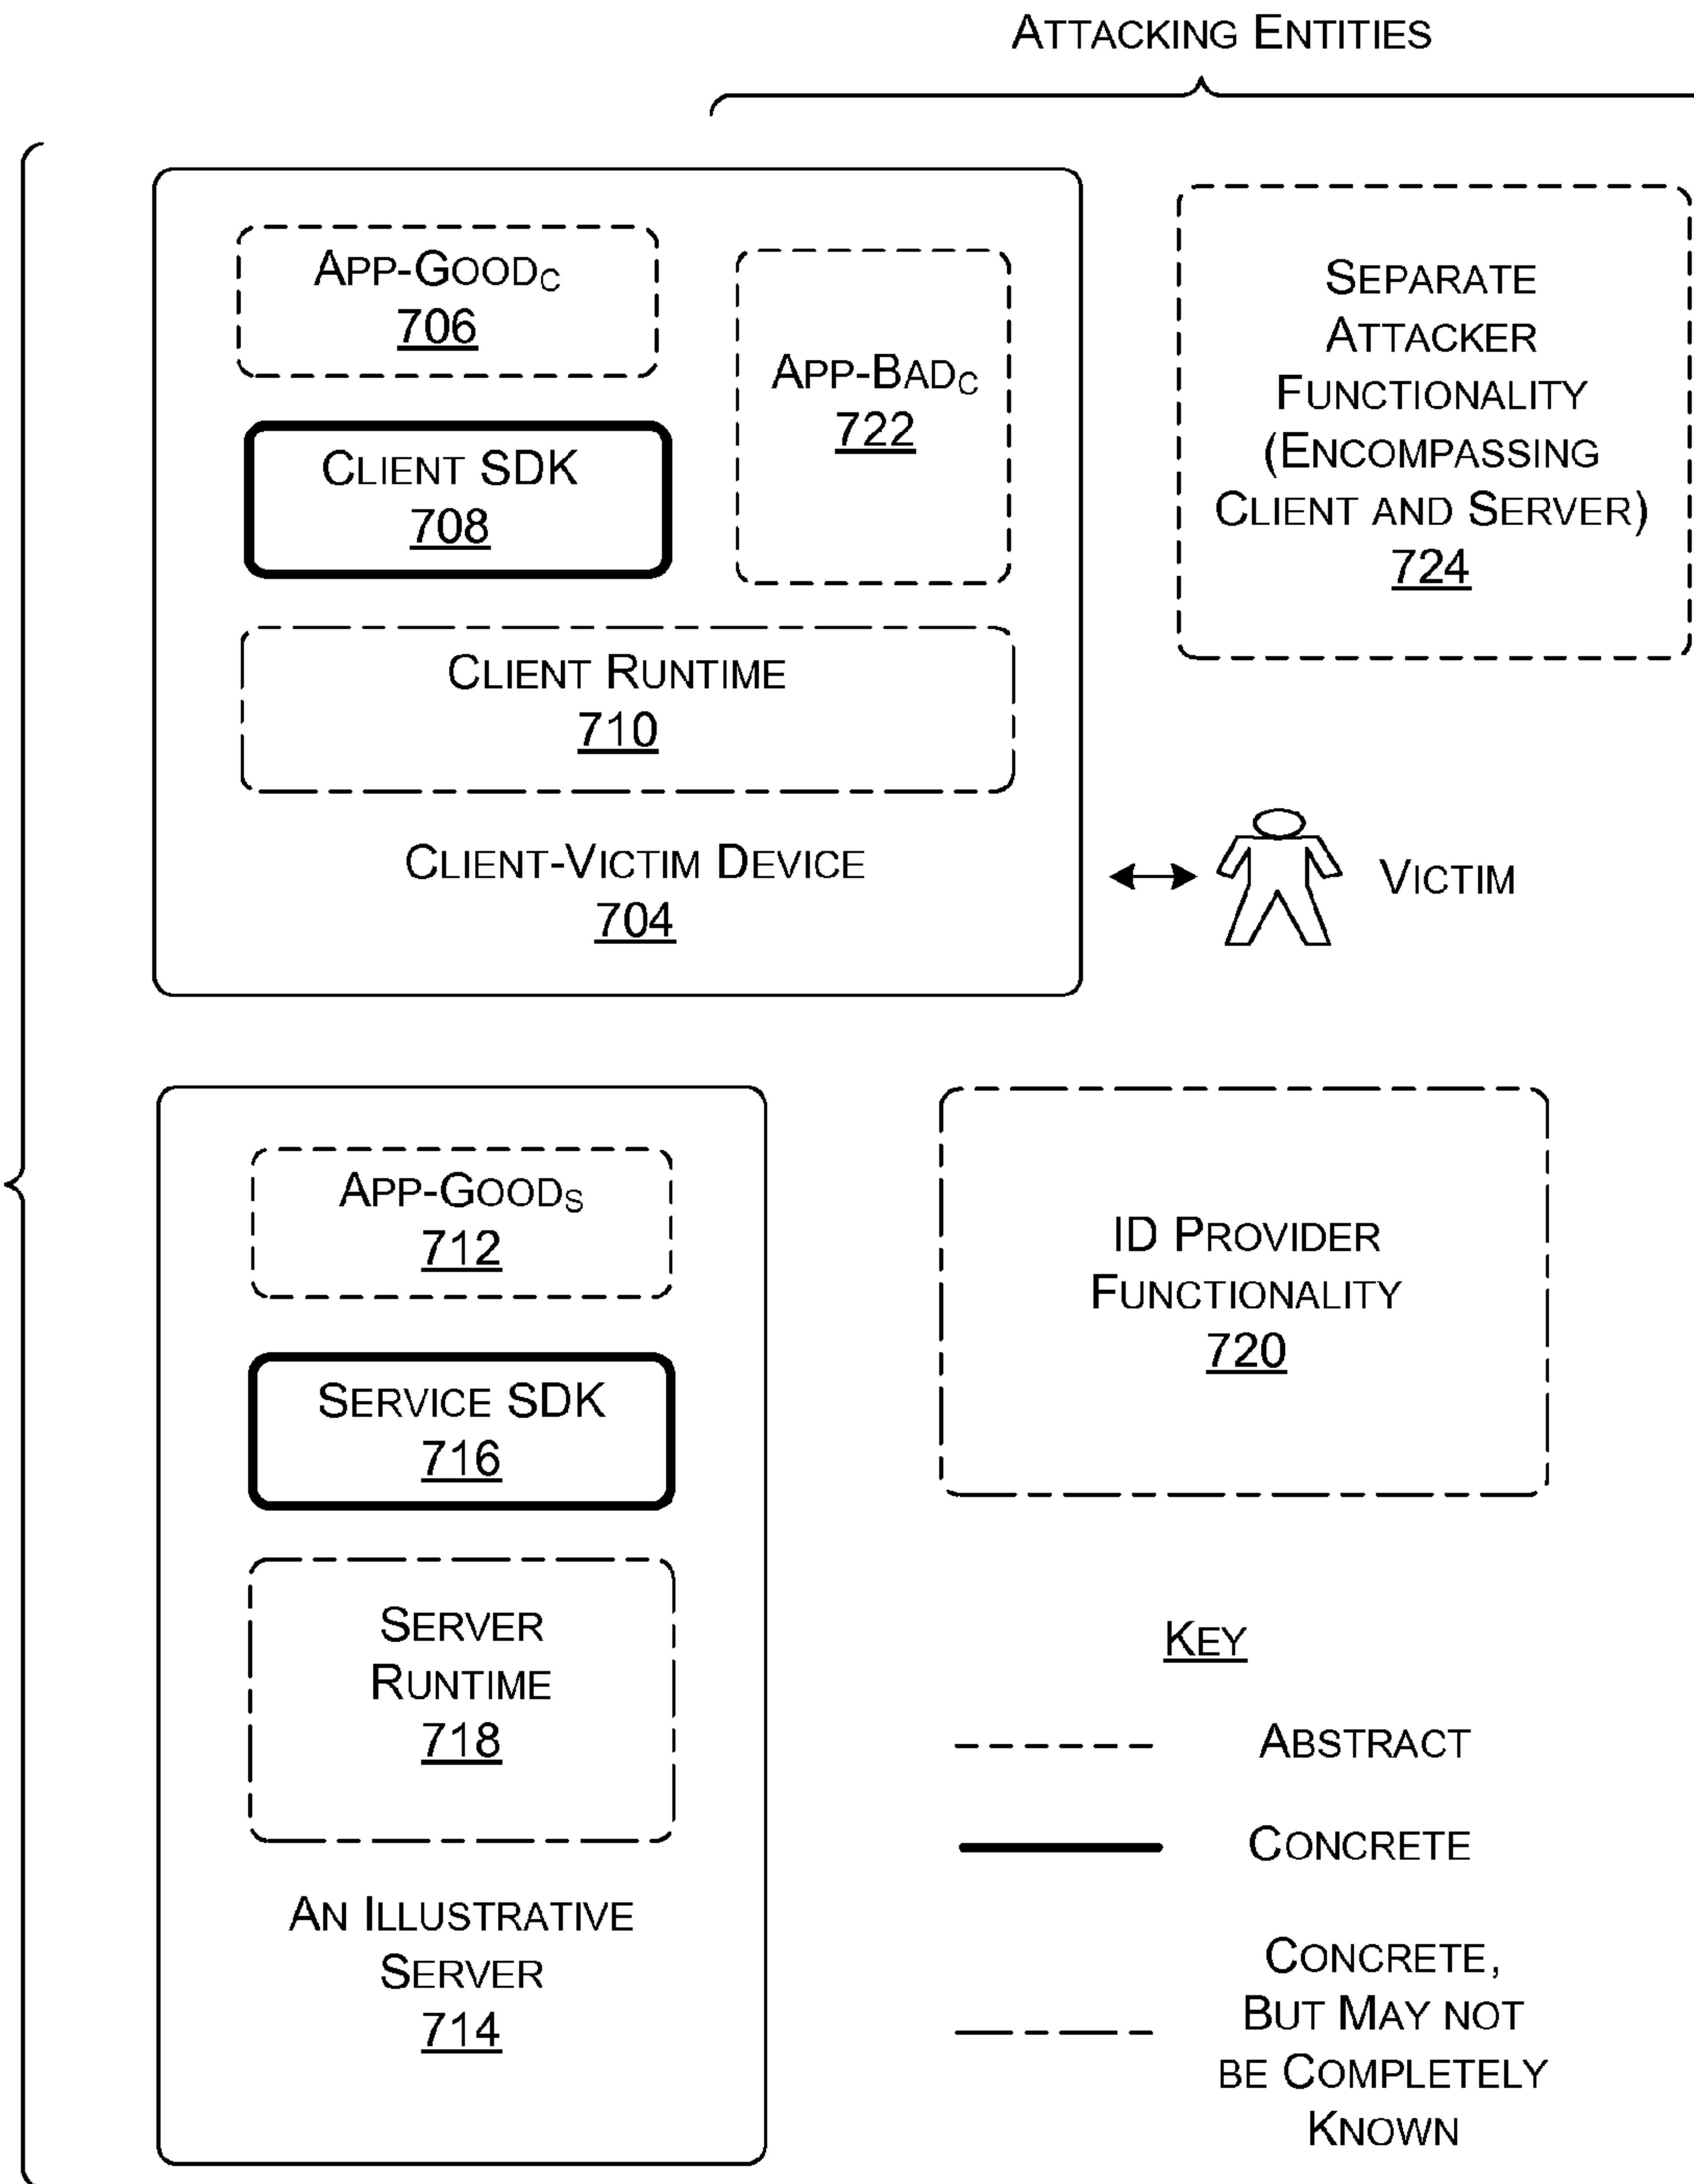 ATTACKING ENTITIES
APP-GOODC
706
CLIENT SDK
708
APP-BADC
722
CLIENT RUNTIME
710
CLIENT-VICTIM DEVICE
704
SEPARATE
ATTACKER
FUNCTIONALITY
(ENCOMPASSING
CLIENT AND SERVER)
724
VICTIM
APP-GOODS
712
SERVICE SDK
716
SERVER
RUNTIME
718
AN ILLUSTRATIVE
SERVER
714
ID PROVIDER
FUNCTIONALITY
720
KEY
ABSTRACT
CONCRETE
CONCRETE,
BUT MAY NOT
BE COMPLETELY
KNOWN